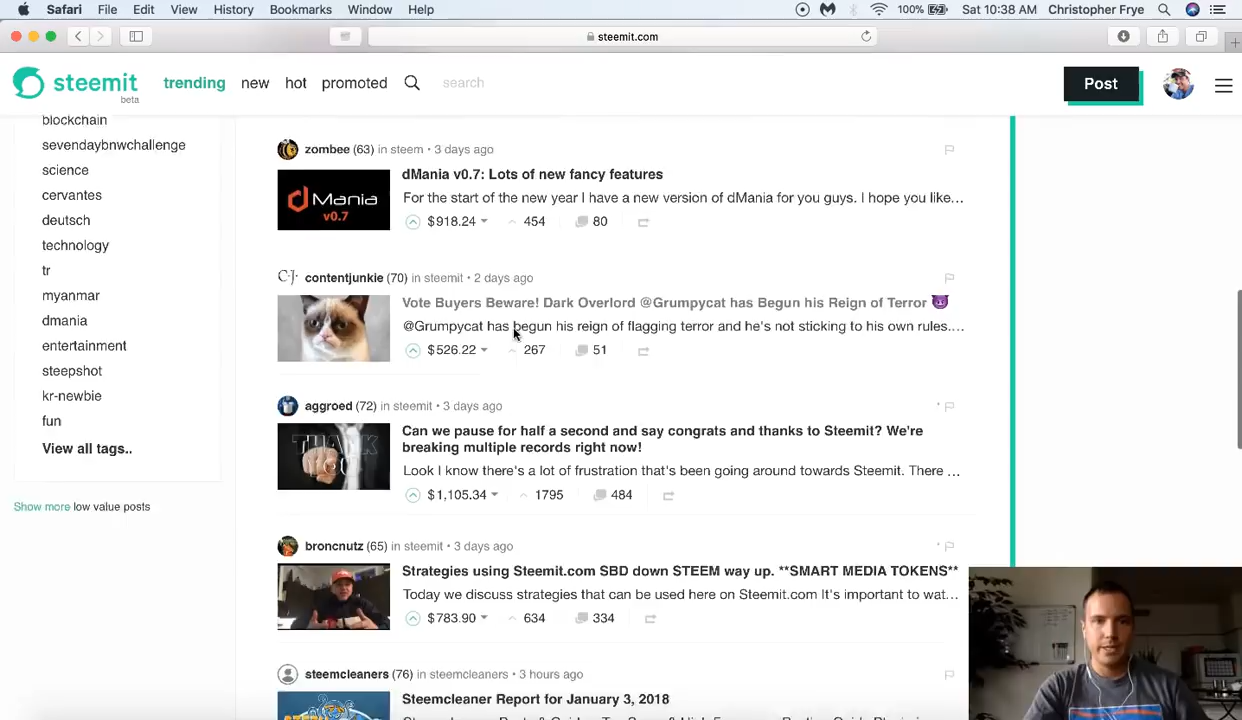 Safari File Edit View History Bookmarks Window Help 100% Sat 10:38 AM Christopher Frye
steemit.com
steemit beta trending new hot promoted search Post
blockchain
sevendaybnwchallenge
science
cervantes
deutsch
technology
tr
myanmar
dmania
entertainment
steepshot
kr-newbie
fun
View all tags..
Show more low value posts
zombee (63) in steem • 3 days ago
dMania v0.7
dMania v0.7: Lots of new fancy features
For the start of the new year I have a new version of dMania for you guys. I hope you like…
$918.24 454 80
C-J-
contentjunkie (70) in steemit • 2 days ago
Vote Buyers Beware! Dark Overlord @Grumpycat has Begun his Reign of Terror 😈
@Grumpycat has begun his reign of flagging terror and he's not sticking to his own rules.…
$526.22 267 51
aggroed (72) in steemit • 3 days ago
Can we pause for half a second and say congrats and thanks to Steemit? We're
breaking multiple records right now!
Look I know there's a lot of frustration that's been going around towards Steemit. There …
$1,105.34 1795 484
broncnutz (65) in steemit • 3 days ago
Strategies using Steemit.com SBD down STEEM way up. **SMART MEDIA TOKENS**
Today we discuss strategies that can be used here on Steemit.com It's important to wat…
$783.90 634 334
steemcleaners (76) in steemcleaners • 3 hours ago
Steemcleaner Report for January 3, 2018